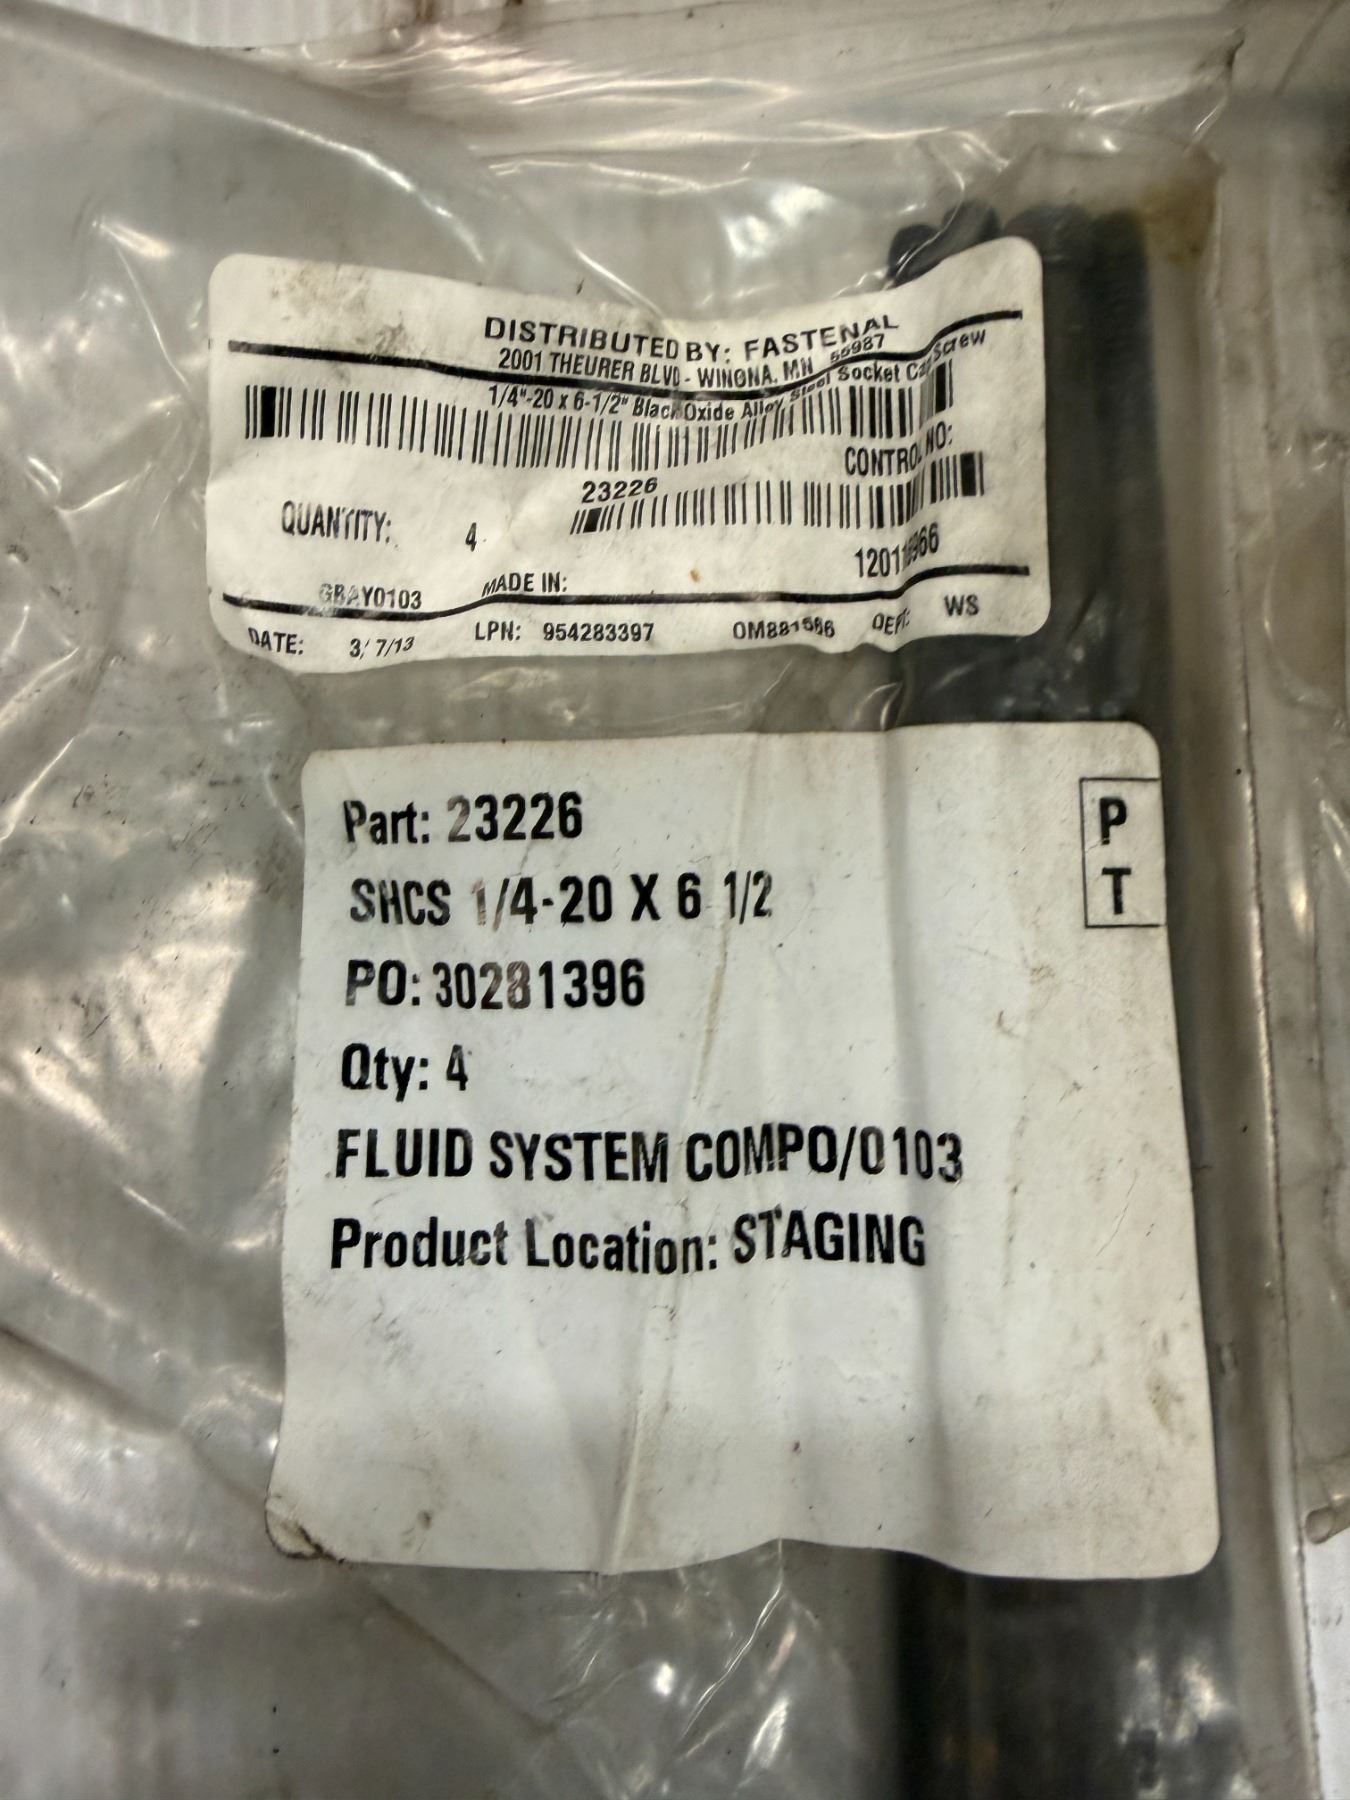 DISTRIBUTED BY: FASTENAL
2001 THEURER BLVD - WINONA, MN 55987
1/4"-20 x 6-1/2" Black Oxide Alloy Steel Socket Cap Screw
CONTROL NO:
23226
QUANTITY: 4
GRAY0103 MADE IN:
DATE: 3/ 7/13 LPN: 954283397 DEPT: WS
Part: 23226
P
T
SHCS 1/4-20 X 6 1/2
PO: 30281396
Qty: 4
FLUID SYSTEM COMPO/0103
Product Location: STAGING